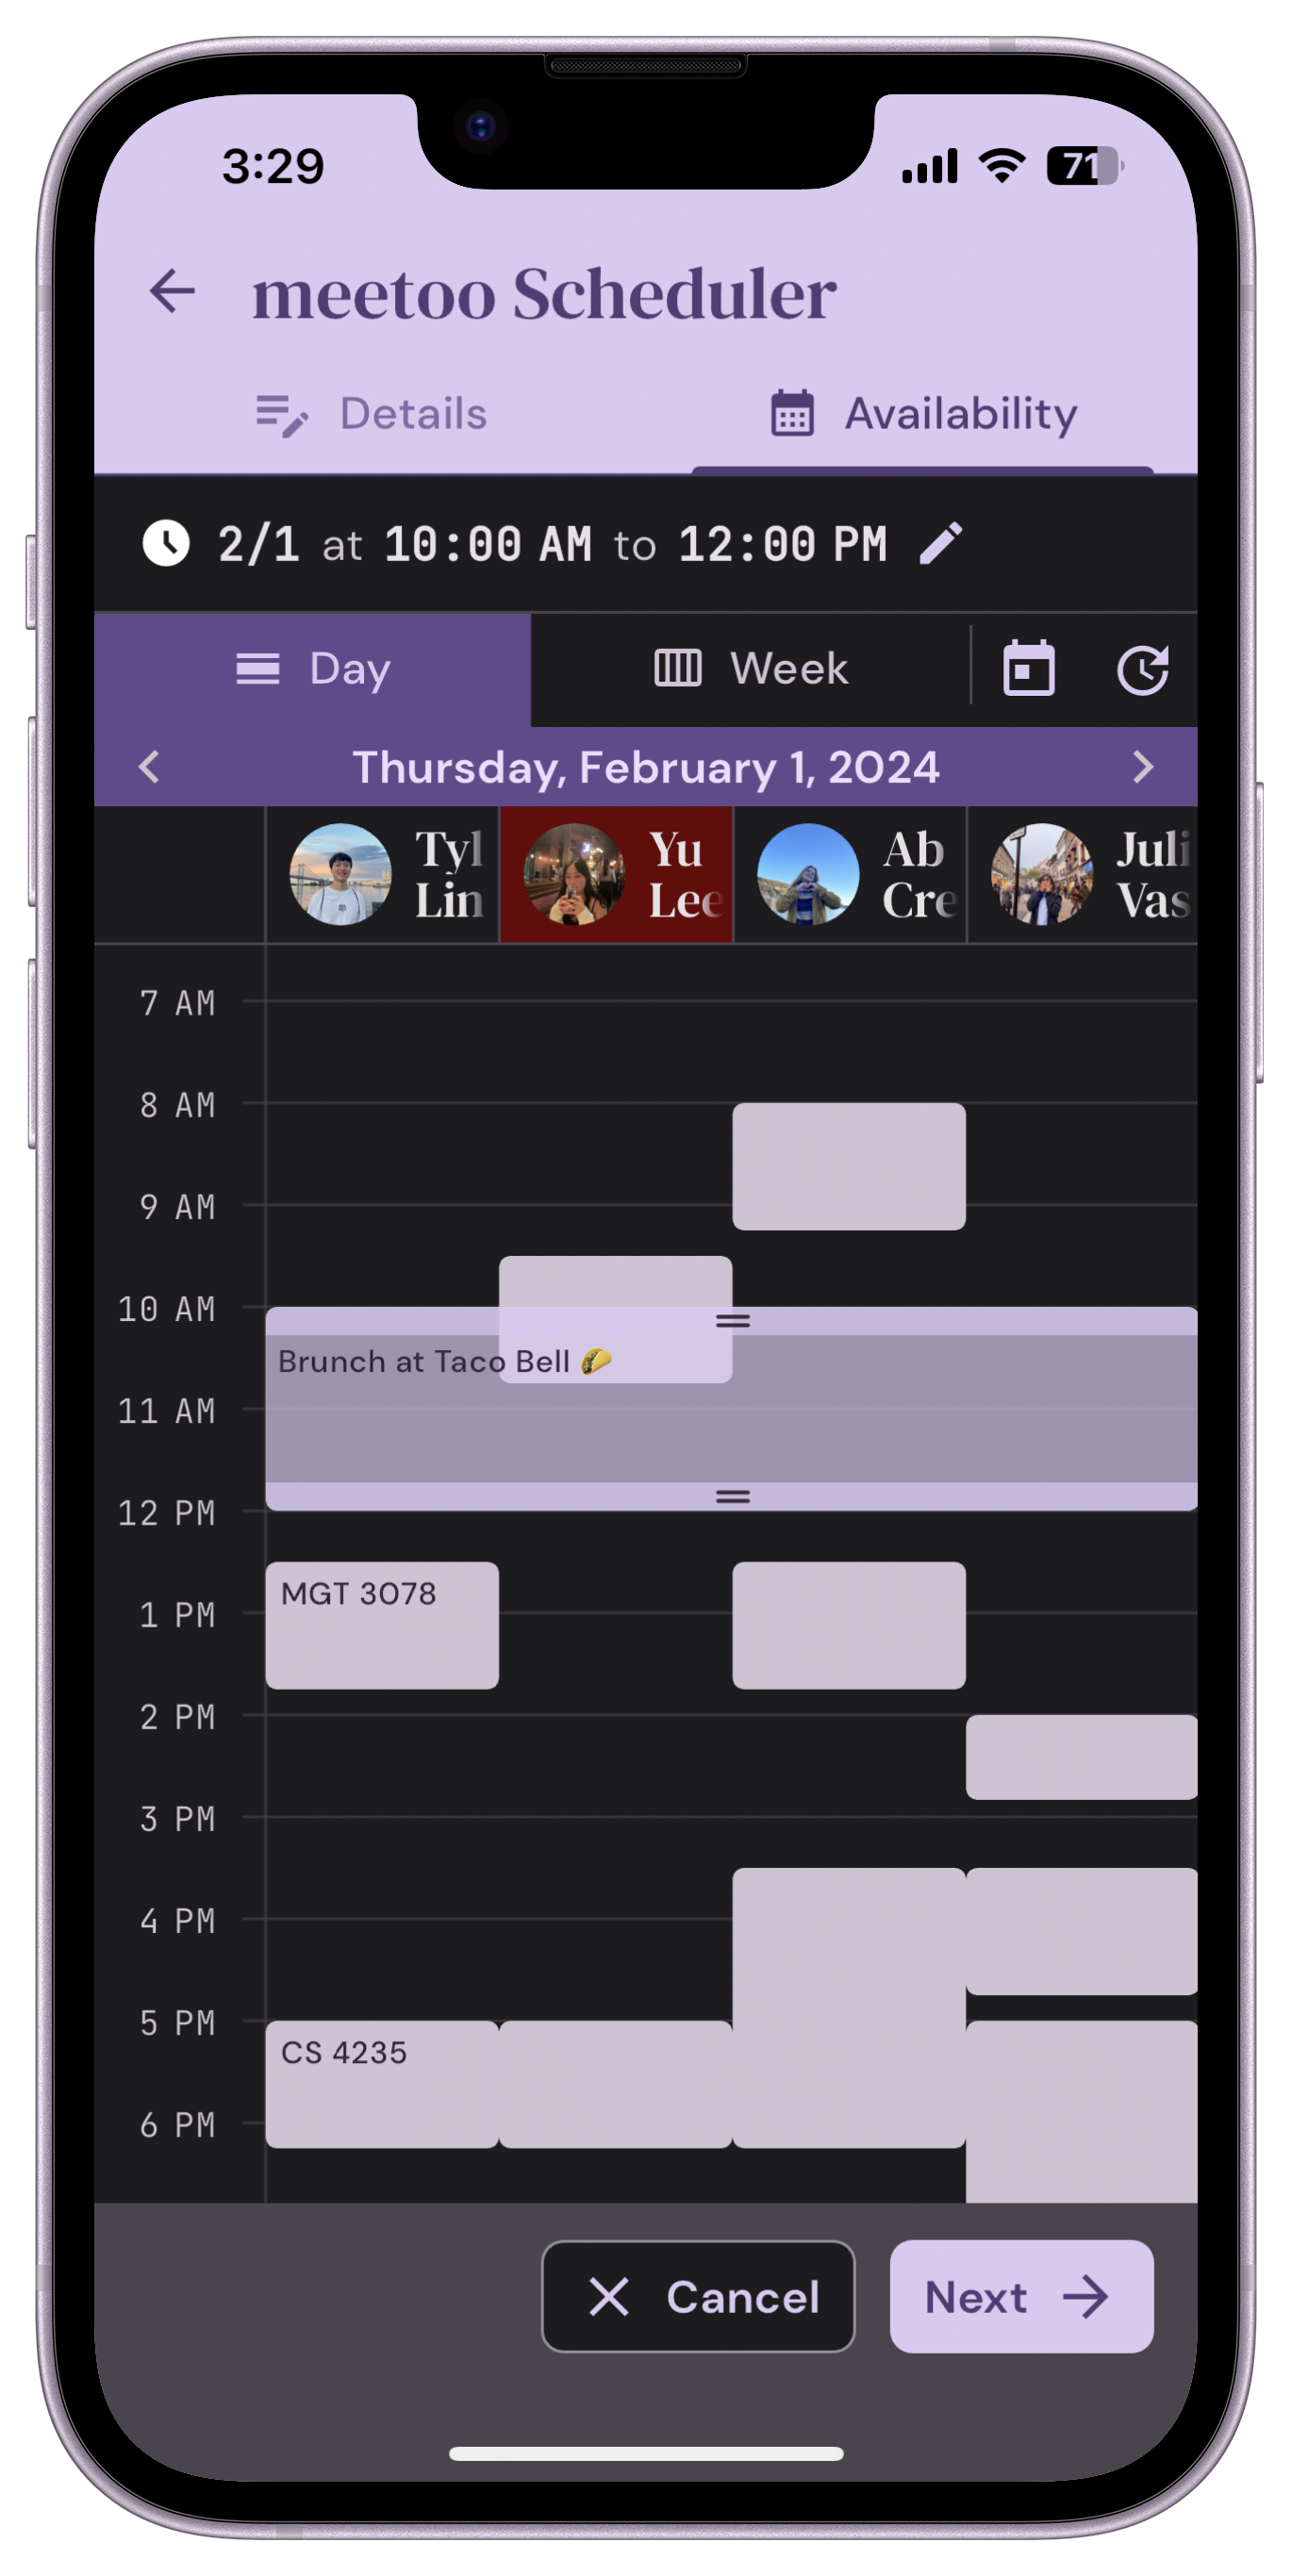 3:29
71
meetoo Scheduler
Details
Availability
2/1 at 10:00 AM to 12:00 PM
Day
Week
Thursday, February 1, 2024
Tyl
Lin
Yu
Lee
Ab
Cre
Juli
Vas
7 AM
8 AM
9 AM
10 AM
Brunch at Taco Bell 🌮
11 AM
12 PM
MGT 3078
1 PM
2 PM
3 PM
4 PM
5 PM
CS 4235
6 PM
Cancel
Next